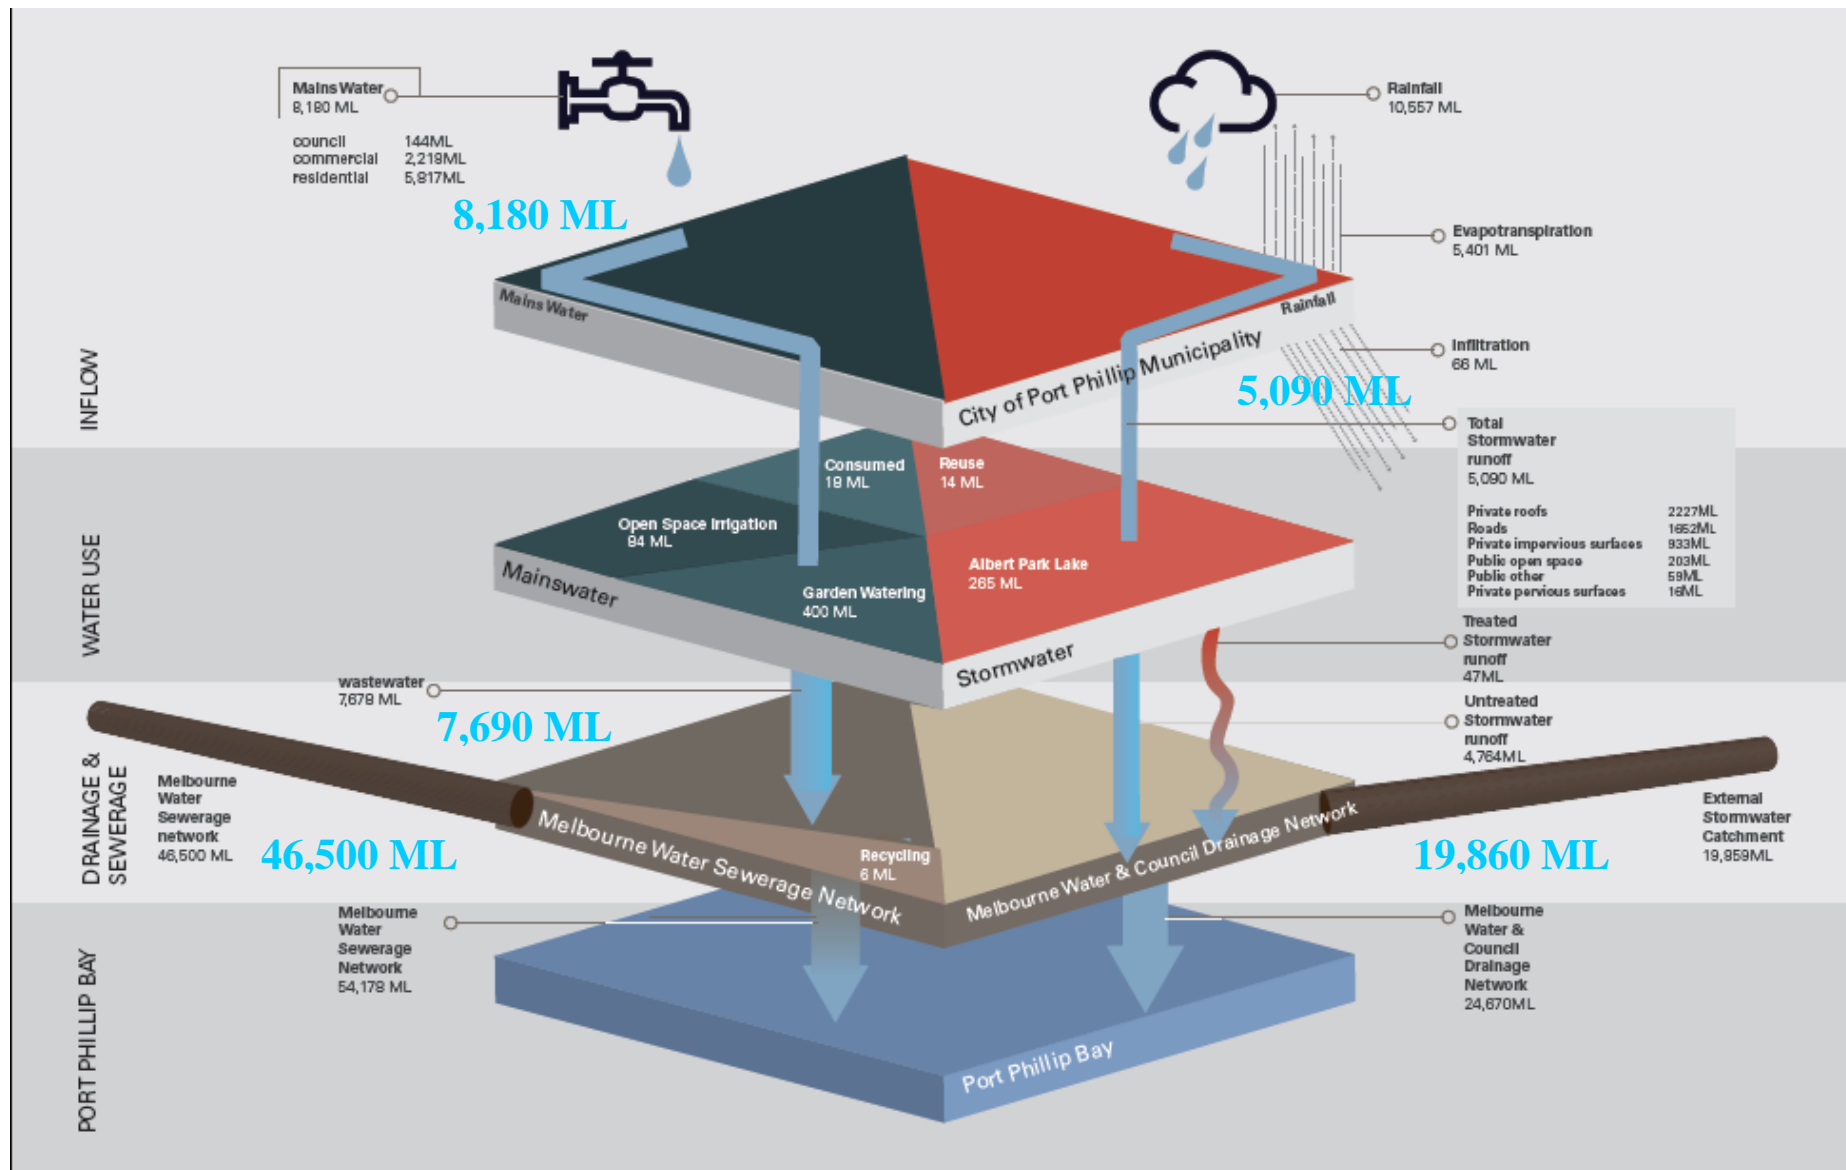 Mains Water
8,180 ML
council 144ML
commercial 2,219ML
residential 5,817ML
8,180 ML
Rainfall
10,557 ML
Evapotranspiration
5,401 ML
Infiltration
66 ML
Mains Water
Rainfall
City of Port Phillip Municipality
5,090 ML
INFLOW
Total
Stormwater
runoff
5,090 ML
Private roofs 2227ML
Roads 1652ML
Private impervious surfaces 933ML
Public open space 203ML
Public other 59ML
Private pervious surfaces 16ML
Consumed
18 ML
Reuse
14 ML
Open Space Irrigation
84 ML
Albert Park Lake
265 ML
Garden Watering
400 ML
Mainswater
Stormwater
WATER USE
Treated
Stormwater
runoff
47ML
wastewater
7,678 ML
7,690 ML
Untreated
Stormwater
runoff
4,764ML
DRAINAGE &
SEWERAGE
Melbourne
Water
Sewerage
network
46,500 ML
46,500 ML
Melbourne Water Sewerage Network
Recycling
6 ML
Melbourne Water & Council Drainage Network
19,860 ML
External
Stormwater
Catchment
19,959ML
Melbourne
Water
Sewerage
Network
54,178 ML
Melbourne
Water &
Council
Drainage
Network
24,670ML
PORT PHILLIP BAY
Port Phillip Bay